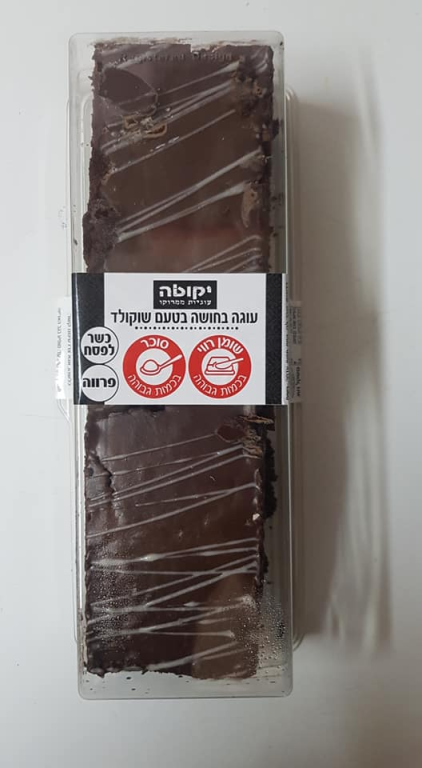 יקוטה
עוגיות ממרוקו
עוגה בחושה בטעם שוקולד
כשר
לפסח
פרווה
סוכר
בכמות גבוהה
שומן רווי
בכמות גבוהה